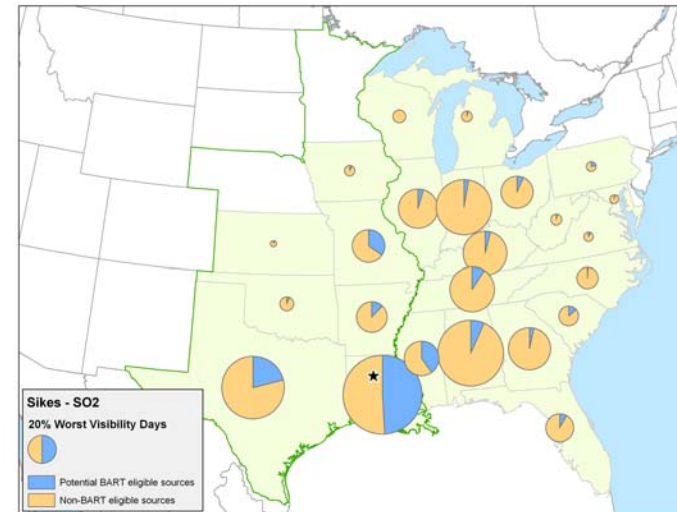 Sikes - SO2
20% Worst Visibility Days
Potential BART eligible sources
Non-BART eligible sources